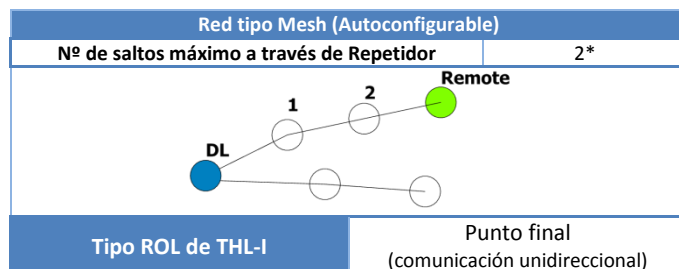 Red tipo Mesh (Autoconfigurable)
Nº de saltos máximo a través de Repetidor 2*
Remote
1 2
DL
Tipo ROL de THL-I Punto final
(comunicación unidireccional)